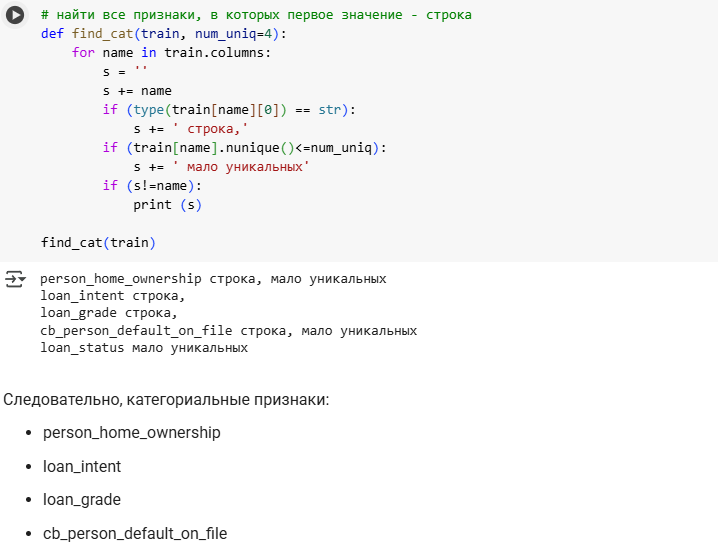 # найти все признаки, в которых первое значение - строка
def find_cat(train, num_uniq=4):
    for name in train.columns:
        s = ''
        s += name
        if (type(train[name][0]) == str):
            s += ' строка,'
        if (train[name].nunique()<=num_uniq):
            s += ' мало уникальных'
        if (s!=name):
            print (s)
find_cat(train)
person_home_ownership строка, мало уникальных
loan_intent строка,
loan_grade строка,
cb_person_default_on_file строка, мало уникальных
loan_status мало уникальных
Следовательно, категориальные признаки:
• person_home_ownership
• loan_intent
• loan_grade
• cb_person_default_on_file